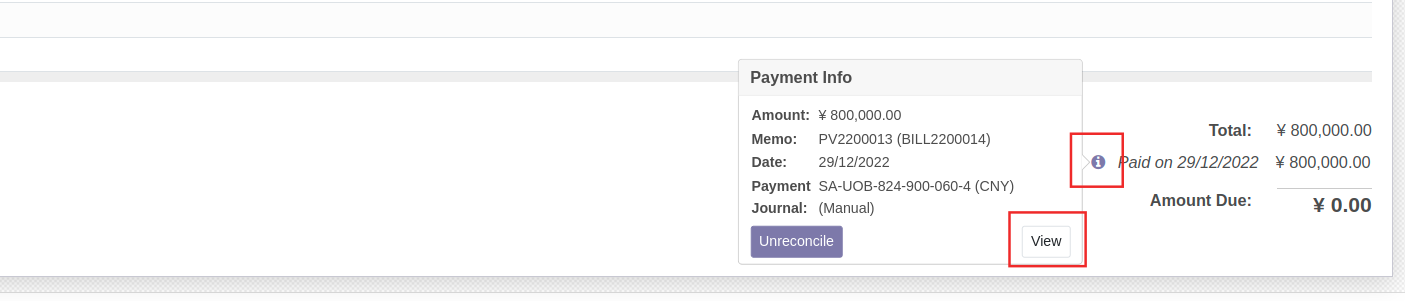 Payment Info
Amount: ¥ 800,000.00
Memo: PV2200013 (BILL2200014)
Date: 29/12/2022
Payment SA-UOB-824-900-060-4 (CNY)
Journal: (Manual)
Unreconcile View
Total: ¥ 800,000.00
Paid on 29/12/2022 ¥ 800,000.00
Amount Due: ¥ 0.00